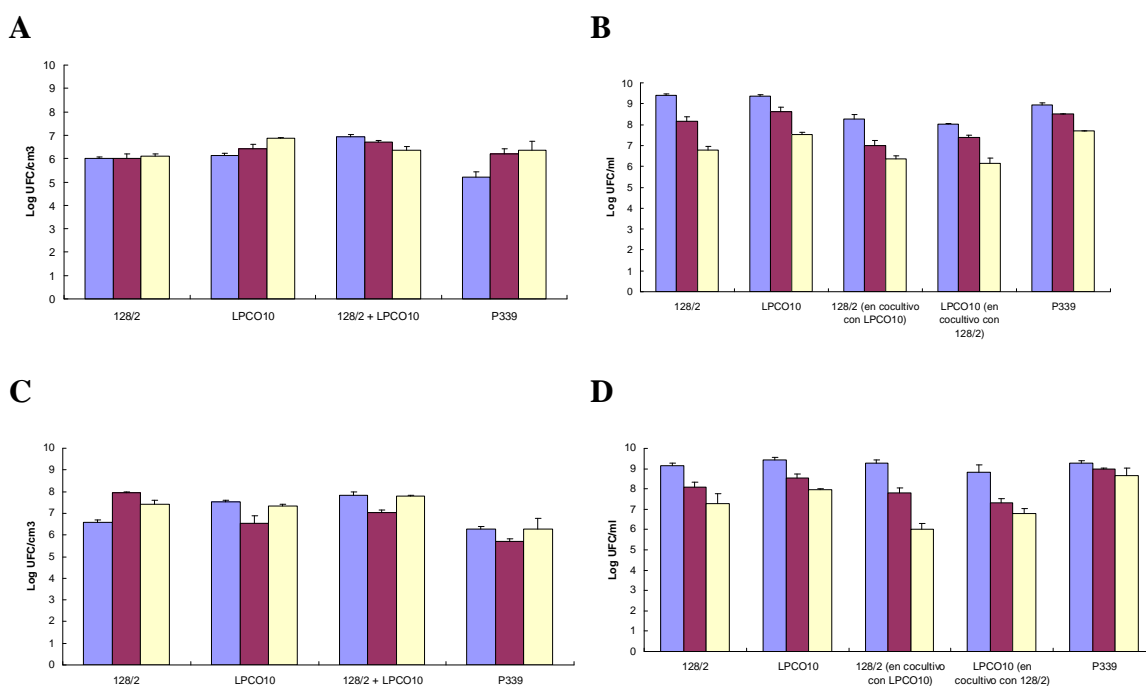 A
10
9
8
7
6
5
4
3
2
1
0
Log UFC/cm3
128/2
LPCO10
128/2 + LPCO10
P339
B
10
9
8
7
6
5
4
3
2
1
0
Log UFC/ml
128/2
LPCO10
128/2 (en cocultivo
con LPCO10)
LPCO10 (en
cocultivo con
128/2)
P339
C
10
9
8
7
6
5
4
3
2
1
0
Log UFC/cm3
128/2
LPCO10
128/2 + LPCO10
P339
D
10
9
8
7
6
5
4
3
2
1
0
Log UFC/ml
128/2
LPCO10
128/2 (en cocultivo
con LPCO10)
LPCO10 (en
cocultivo con 128/2)
P339